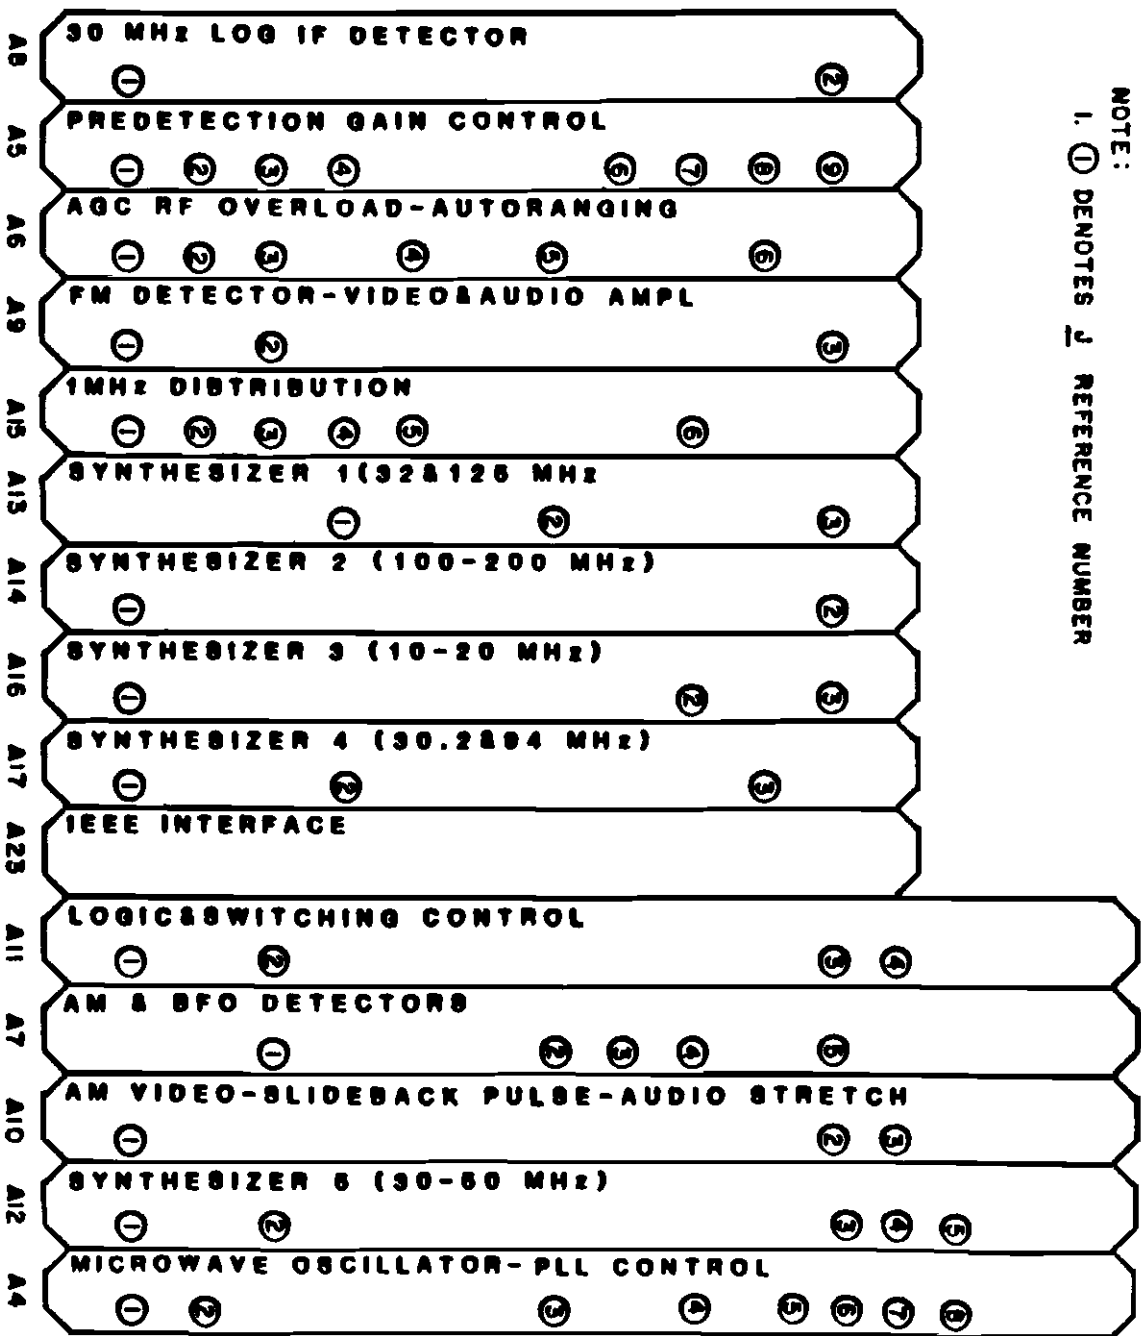 NOTE:
1. ① DENOTES J REFERENCE NUMBER
A8 30 MHz LOG IF DETECTOR
① ②
A5 PREDETECTION GAIN CONTROL
① ② ③ ④ ⑥ ⑦ ⑧ ⑨
A6 AGC RF OVERLOAD-AUTORANGING
① ② ③ ④ ⑤ ⑥
A9 FM DETECTOR-VIDEO&AUDIO AMPL
① ② ③
A15 1MHz DISTRIBUTION
① ② ③ ④ ⑤ ⑥
A13 SYNTHESIZER 1(32&125 MHz
① ② ③
A14 SYNTHESIZER 2 (100-200 MHz)
① ②
A16 SYNTHESIZER 3 (10-20 MHz)
① ② ③
A17 SYNTHESIZER 4 (30.2&94 MHz)
① ② ③
A23 IEEE INTERFACE
A11 LOGIC&SWITCHING CONTROL
① ② ③ ④
A7 AM & BFO DETECTORS
① ② ③ ④ ⑤
A10 AM VIDEO-SLIDEBACK PULSE-AUDIO STRETCH
① ② ③
A12 SYNTHESIZER 5 (30-50 MHz)
① ② ③ ④ ⑤
A4 MICROWAVE OSCILLATOR-PLL CONTROL
① ② ③ ④ ⑤ ⑥ ⑦ ⑧